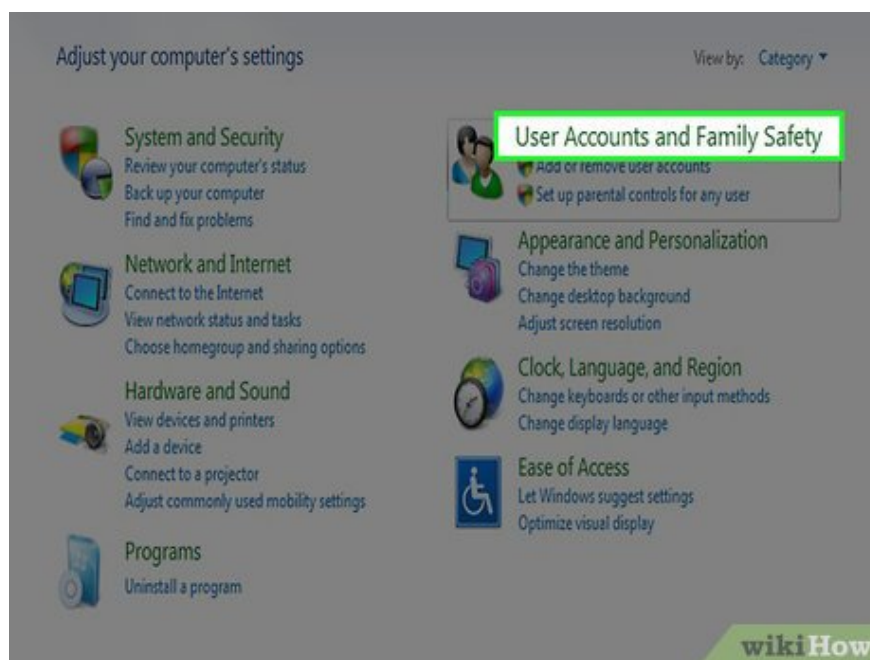 Adjust your computer's settings
View by: Category
System and Security
Review your computer's status
Back up your computer
Find and fix problems
Network and Internet
Connect to the Internet
View network status and tasks
Choose homegroup and sharing options
Hardware and Sound
View devices and printers
Add a device
Connect to a projector
Adjust commonly used mobility settings
Programs
Uninstall a program
User Accounts and Family Safety
Add or remove user accounts
Set up parental controls for any user
Appearance and Personalization
Change the theme
Change desktop background
Adjust screen resolution
Clock, Language, and Region
Change keyboards or other input methods
Change display language
Ease of Access
Let Windows suggest settings
Optimize visual display
wikiHow